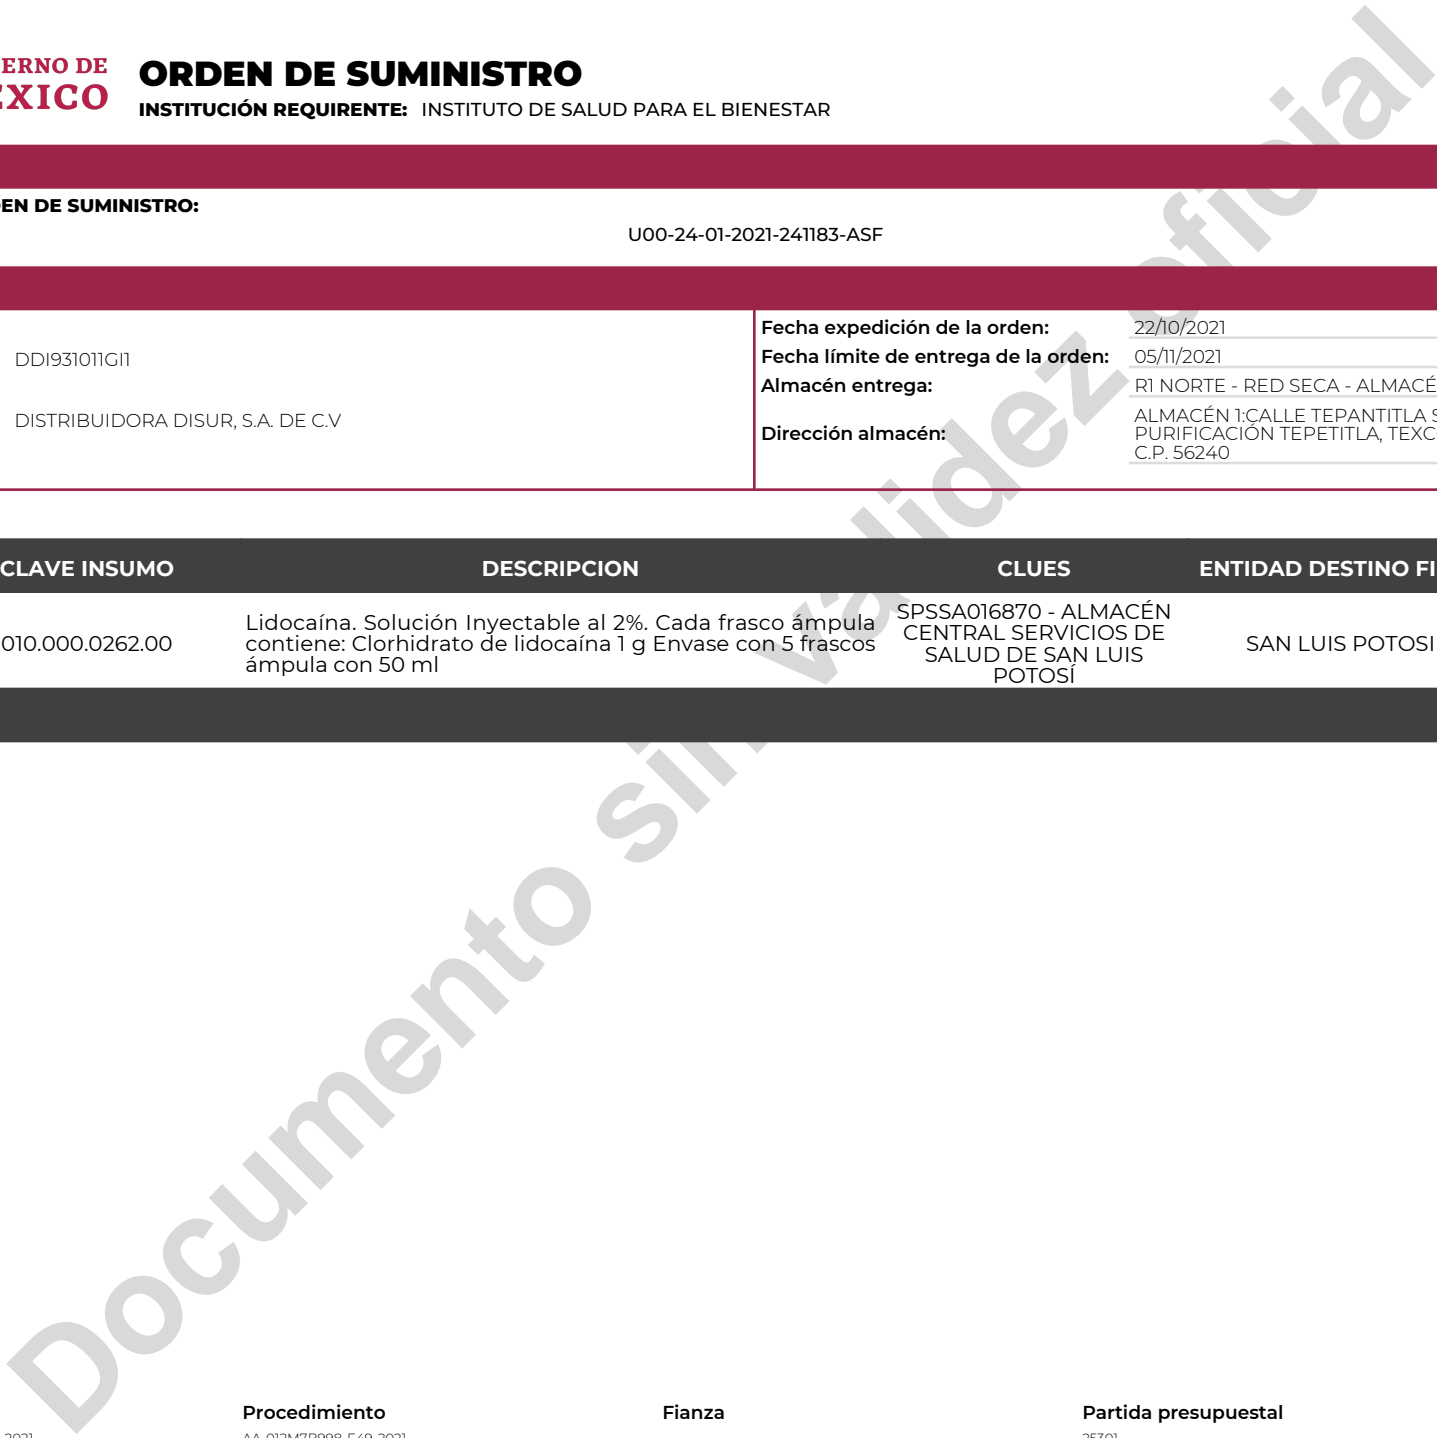 ERNO DE
ORDEN DE SUMINISTRO
INSTITUCIÓN REQUIRENTE: INSTITUTO DE SALUD PARA EL BIENESTAR
EXICO
EN DE SUMINISTRO:
U00-24-01-2021-241183-ASF
DDI931011GI1
DISTRIBUIDORA DISUR, S.A. DE C.V
Fecha expedición de la orden: 22/10/2021
Fecha límite de entrega de la orden: 05/11/2021
Almacén entrega: R1 NORTE - RED SECA - ALMACÉ
Dirección almacén:
ALMACÉN 1:CALLE TEPANTITLA S
PURIFICACIÓN TEPETITLA, TEXC
C.P. 56240
CLAVE INSUMO DESCRIPCION CLUES ENTIDAD DESTINO FI
010.000.0262.00
Lidocaína. Solución Inyectable al 2%. Cada frasco ámpula
contiene: Clorhidrato de lidocaína 1 g Envase con 5 frascos
ámpula con 50 ml
SPSSA016870 - ALMACÉN
CENTRAL SERVICIOS DE
SALUD DE SAN LUIS
POTOSÍ
SAN LUIS POTOSI
Documento sin validez oficial
Procedimiento Fianza Partida presupuestal